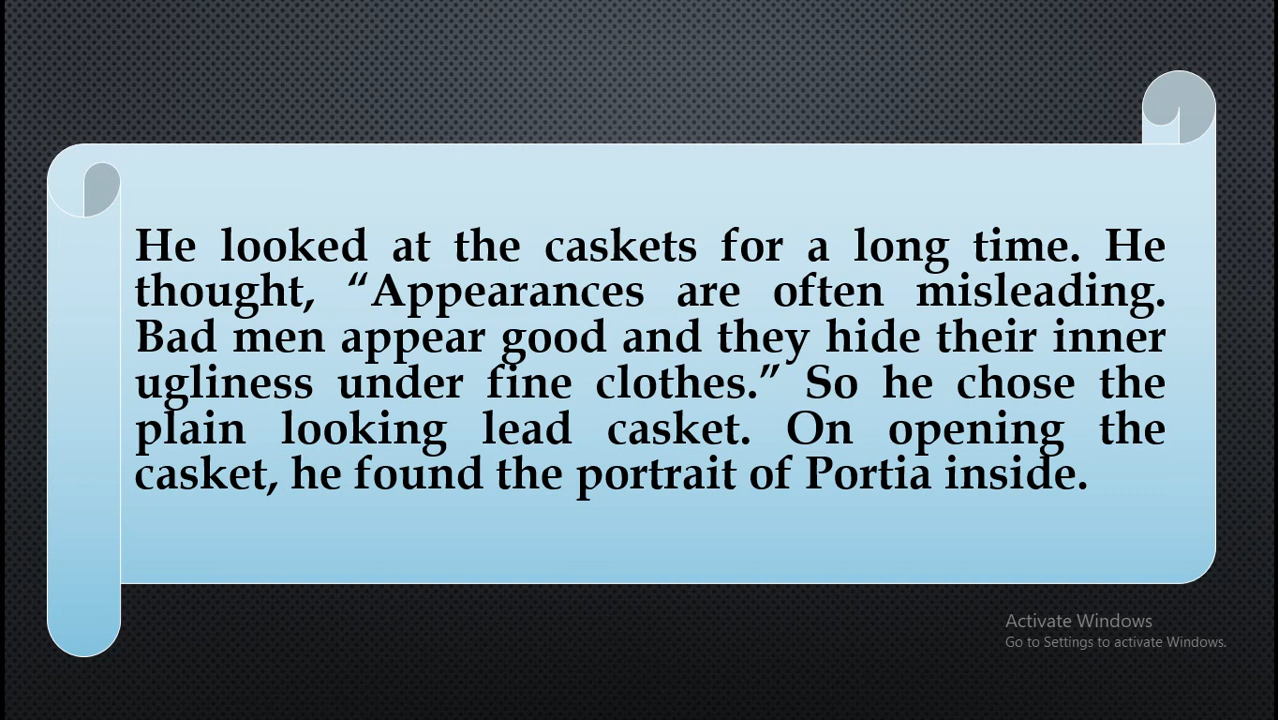 He looked at the caskets for a long time. He
thought, “Appearances are often misleading.
Bad men appear good and they hide their inner
ugliness under fine clothes.” So he chose the
plain looking lead casket. On opening the
casket, he found the portrait of Portia inside.
Activate Windows
Go to Settings to activate Windows.